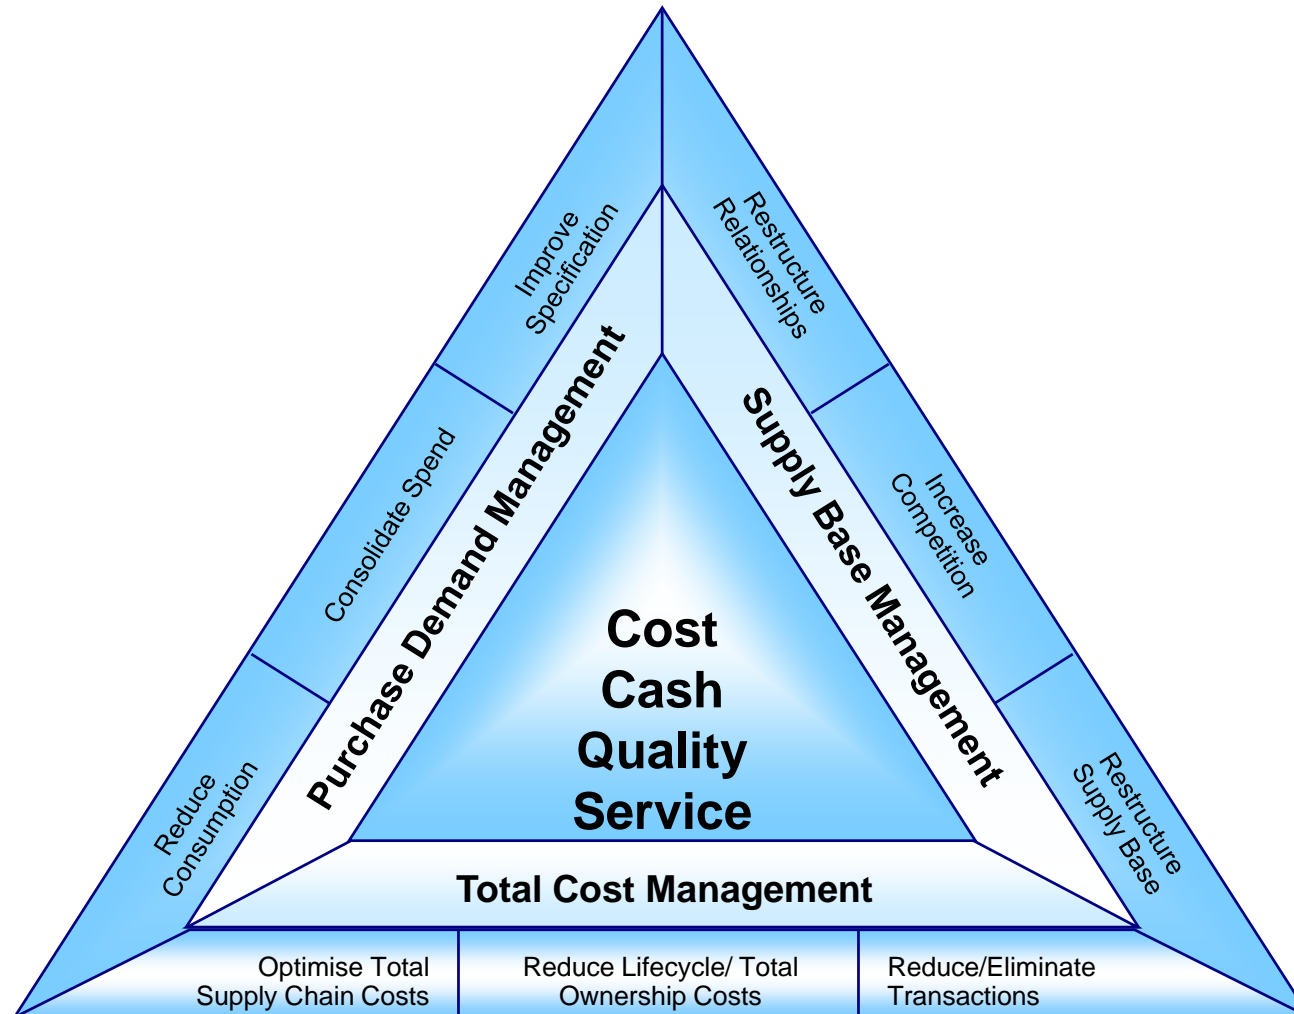 Improve
Specification
Restructure
Relationships
Consolidate Spend
Purchase Demand Management
Supply Base Management
Increase
Competition
Cost
Cash
Quality
Service
Reduce
Consumption
Restructure
Supply Base
Total Cost Management
Optimise Total
Supply Chain Costs
Reduce Lifecycle/ Total
Ownership Costs
Reduce/Eliminate
Transactions